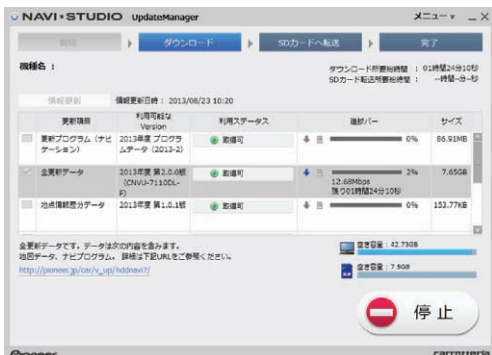 NAVI*STUDIO UpdateManager メニュー
開始 ダウンロード SDカードへ転送 完了
機種名：
ダウンロード所要総時間：01時間24分10秒
SDカード転送所要総時間：--時間-分-秒
情報更新 情報更新日時：2013/08/23 10:20
更新項目 利用可能なVersion 利用ステータス 進捗バー サイズ
更新プログラム（ナビ 2013年度 プログラ 取得可 0% 86.91MB
ゲーション） ムデータ（2013-2）
全更新データ 2013年度 第2.0.0版 取得可 2% 7.65GB
（CNVU-7110DL- 12.68Mbps
F） 残り01時間24分10秒
地点情報差分データ 2013年度 第1.0.1版 取得可 0% 153.77KB
全更新データです。データは次の内容を含みます。
地図データ、ナビプログラム。 詳細は下記URLをご参照ください。
http://pioneer.jp/car/v_up/hddnavi7/
空き容量：42.73GB
空き容量：7.9GB
停止
Pioneer carrozzeria